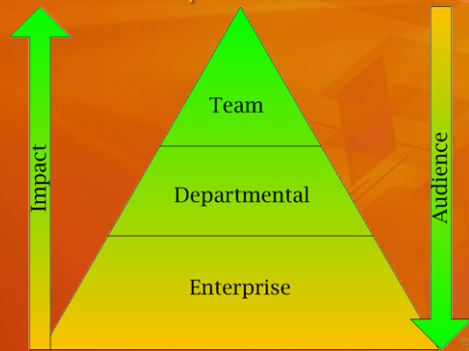 Team
Impact
Departmental
Audience
Enterprise